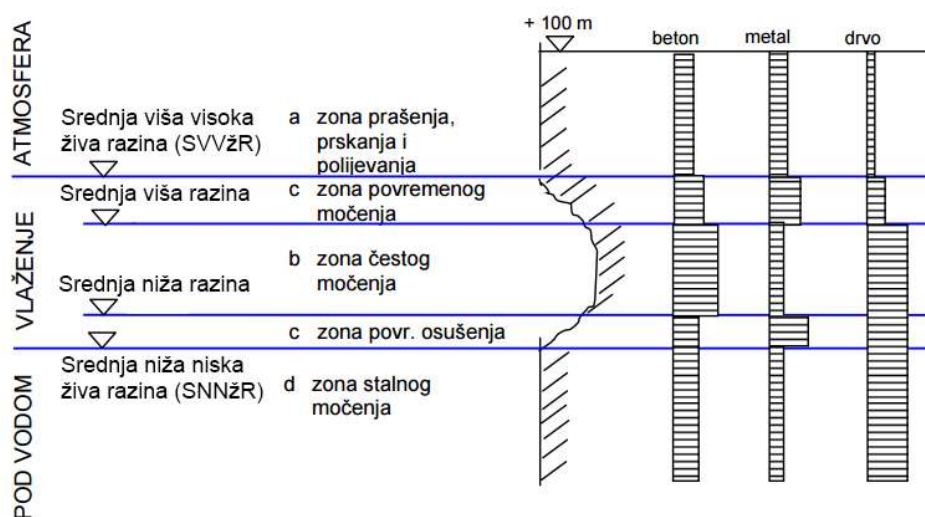 + 100 m
beton
metal
drvo
ATMOSFERA
Srednja viša visoka
živa razina (SVVžR)
a zona prašenja,
prskanja i
polijevanja
VLAŽENJE
Srednja viša razina
c zona povremenog
močenja
b zona čestog
močenja
Srednja niža razina
c zona povr. osušenja
POD VODOM
Srednja niža niska
živa razina (SNNžR)
d zona stalnog
močenja